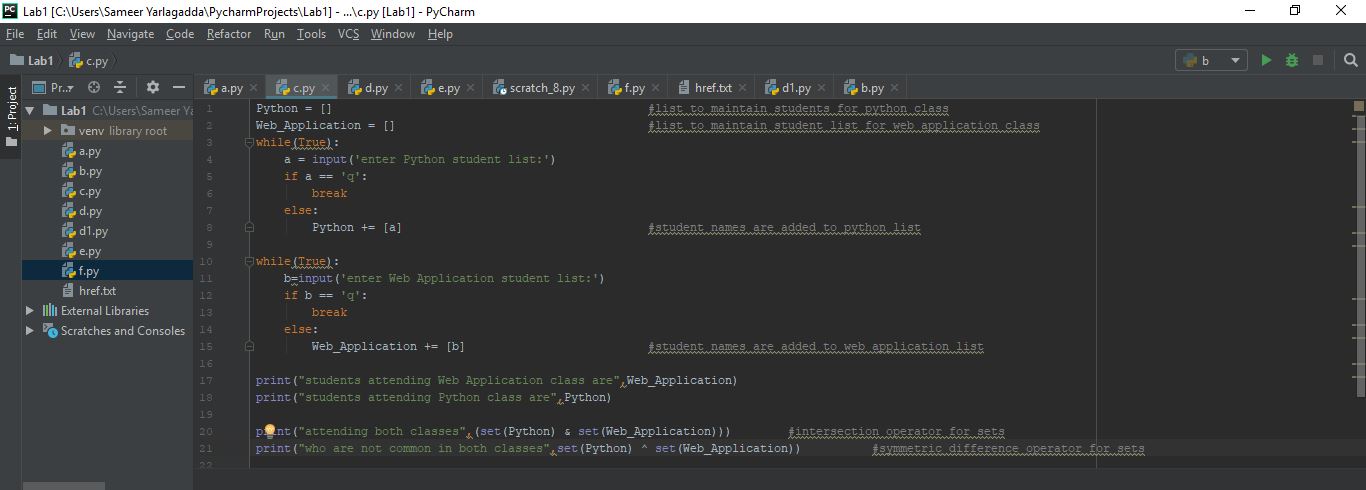 Lab1 [C:\Users\Sameer Yarlagadda\PycharmProjects\Lab1] - ...\c.py [Lab1] - PyCharm
File Edit View Navigate Code Refactor Run Tools VCS Window Help
Lab1 c.py b
1: Project
Pr..
a.py c.py d.py e.py scratch_8.py f.py href.txt d1.py b.py
Lab1 C:\Users\Sameer Ya
venv library root
a.py
b.py
c.py
d.py
d1.py
e.py
f.py
href.txt
External Libraries
Scratches and Consoles
1 Python = [] #list to maintain students for python class
2 Web_Application = [] #list to maintain student list for web application class
3 while(True):
4 a = input('enter Python student list:')
5 if a == 'q':
6 break
7 else:
8 Python += [a] #student names are added to python list
9
10 while(True):
11 b=input('enter Web Application student list:')
12 if b == 'q':
13 break
14 else:
15 Web_Application += [b] #student names are added to web application list
16
17 print("students attending Web Application class are",Web_Application)
18 print("students attending Python class are",Python)
19
20 print("attending both classes",(set(Python) & set(Web_Application))) #intersection operator for sets
21 print("who are not common in both classes",set(Python) ^ set(Web_Application)) #symmetric difference operator for sets
22